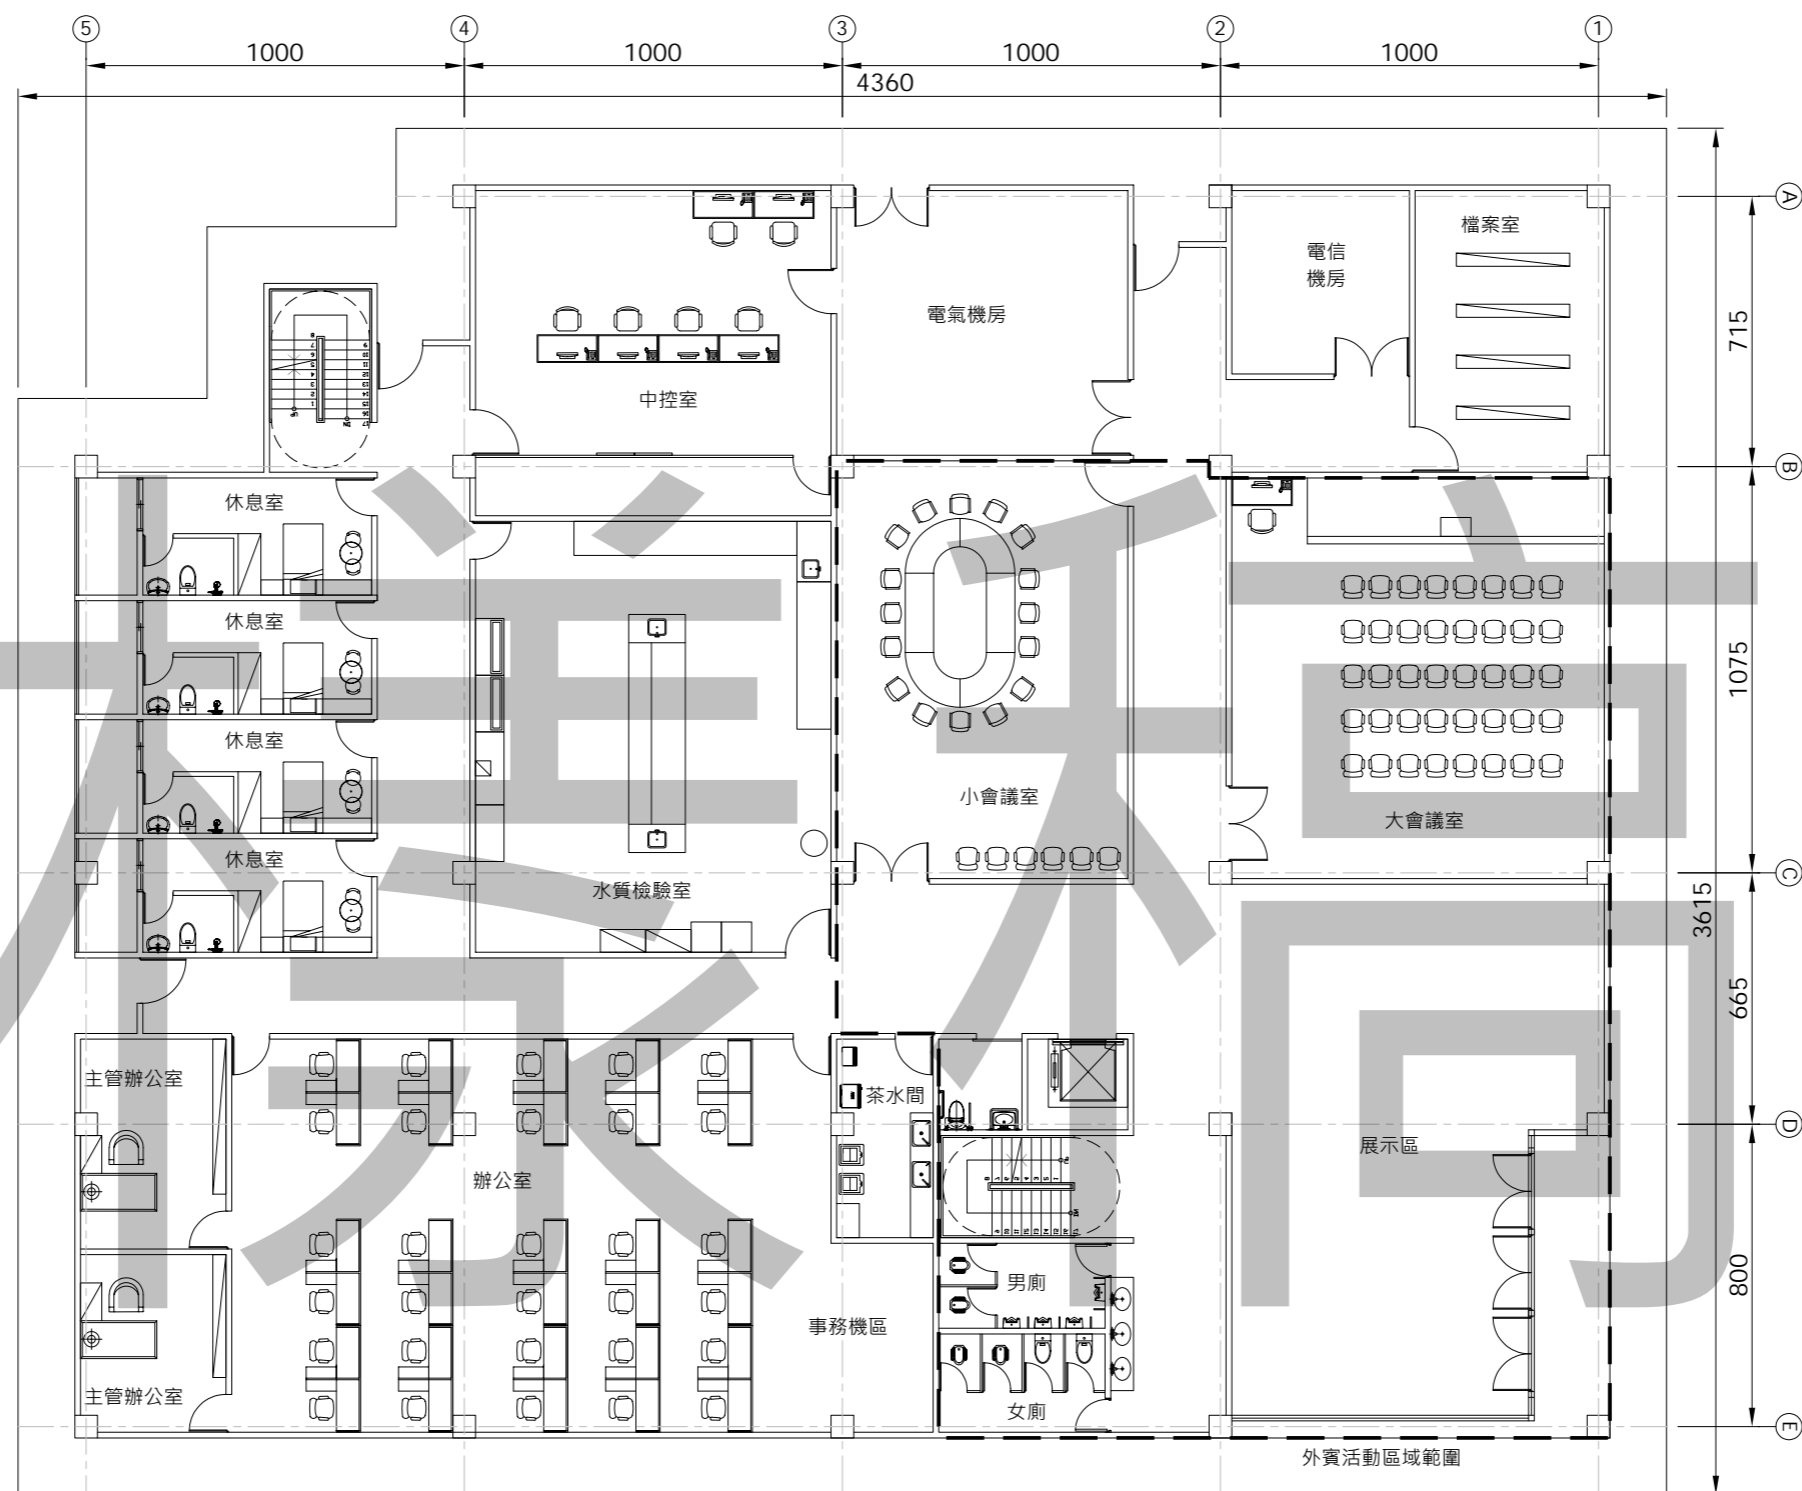 5
4
3
2
1
1000
1000
1000
1000
4360
A
檔案室
電信
機房
電氣機房
715
中控室
B
休息室
休息室
1075
休息室
小會議室
大會議室
休息室
C
水質檢驗室
3615
665
主管辦公室
茶水間
D
展示區
辦公室
男廁
800
事務機區
主管辦公室
女廁
E
外賓活動區域範圍